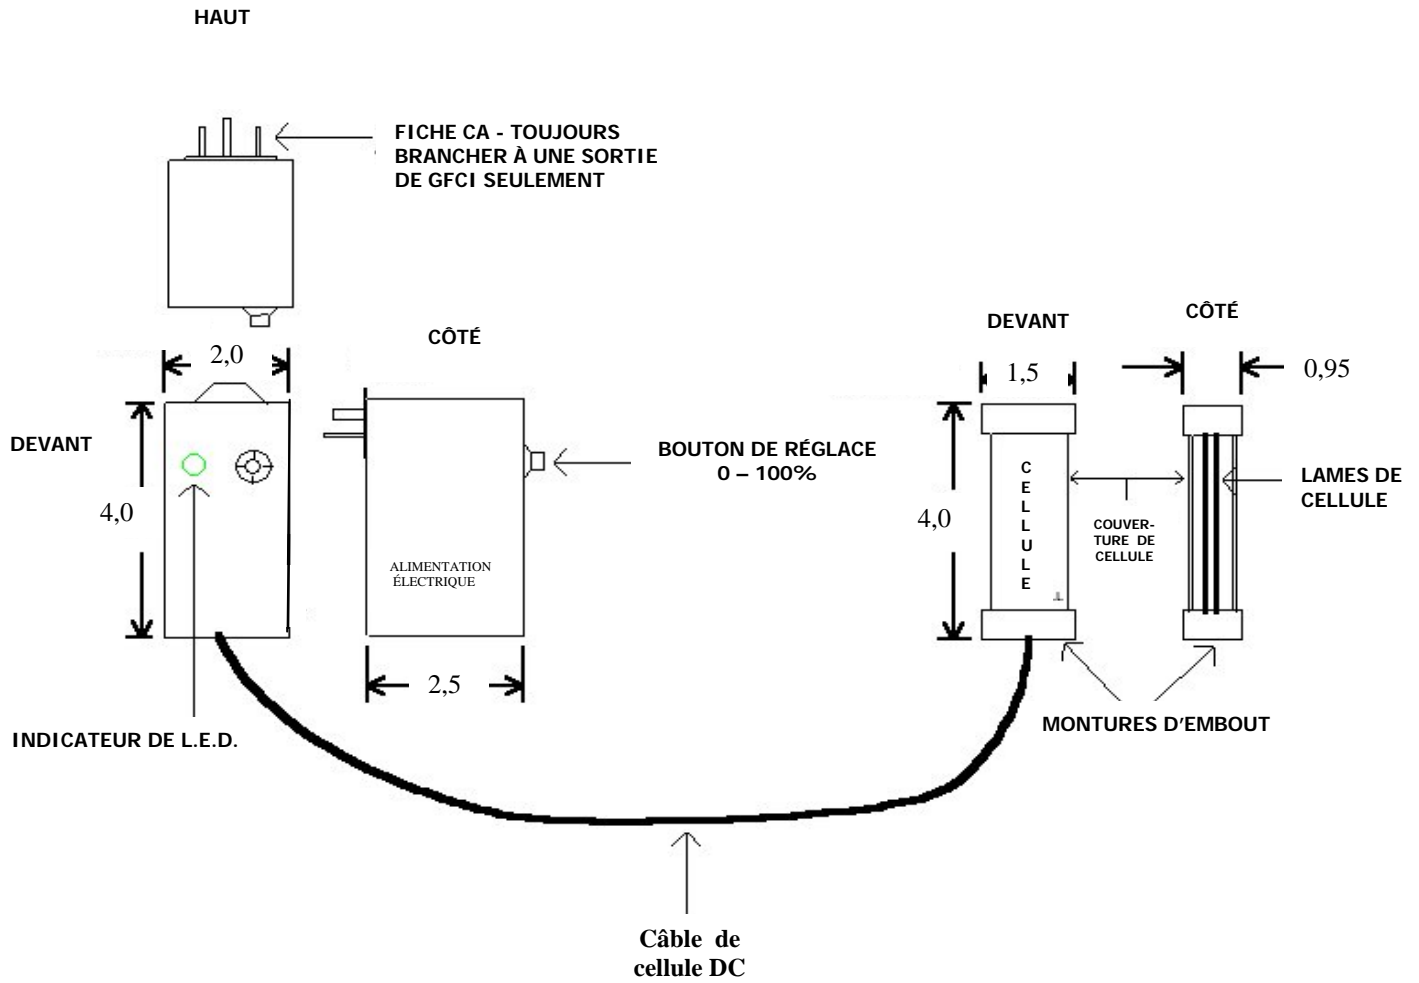 HAUT
FICHE CA - TOUJOURS
BRANCHER À UNE SORTIE
DE GFCI SEULEMENT
CÔTÉ
2,0
DEVANT
4,0
BOUTON DE RÉGLACE
0 – 100%
ALIMENTATION
ÉLECTRIQUE
2,5
INDICATEUR DE L.E.D.
DEVANT
CÔTÉ
1,5
0,95
4,0
CELLULE
COUVER-
TURE DE
CELLULE
LAMES DE
CELLULE
MONTURES D'EMBOUT
Câble de
cellule DC